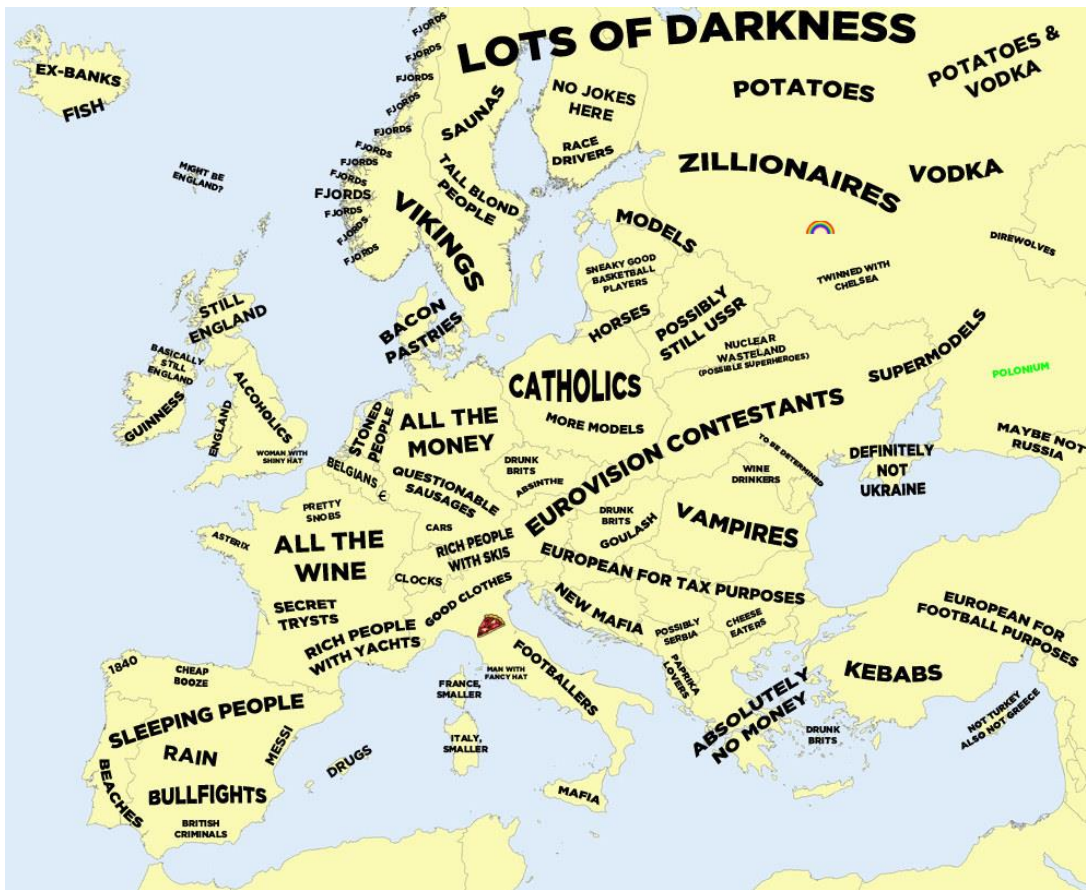 LOTS OF DARKNESS
EX-BANKS
FISH
MIGHT BE
ENGLAND?
FJORDS
FJORDS
FJORDS
FJORDS
FJORDS
FJORDS
FJORDS
FJORDS
FJORDS
FJORDS
FJORDS
FJORDS
SAUNAS
TALL BLOND
PEOPLE
VIKINGS
NO JOKES
HERE
RACE
DRIVERS
POTATOES
POTATOES &
VODKA
ZILLIONAIRES
VODKA
DIREWOLVES
TWINNED WITH
CHELSEA
MODELS
SNEAKY GOOD
BASKETBALL
PLAYERS
HORSES
POSSIBLY
STILL USSR
NUCLEAR
WASTELAND
(POSSIBLE SUPERHEROES)
SUPERMODELS
POLONIUM
MAYBE NOT
RUSSIA
STILL
ENGLAND
BASICALLY
STILL
ENGLAND
GUINNESS
ALCOHOLICS
ENGLAND
WOMAN WITH
SHINY HAT
BACON
PASTRIES
STONED
PEOPLE
BELGIANS
€
ALL THE
MONEY
QUESTIONABLE
SAUSAGES
CATHOLICS
MORE MODELS
DRUNK
BRITS
ABSINTHE
EUROVISION CONTESTANTS
TO BE DETERMINED
WINE
DRINKERS
DEFINITELY
NOT
UKRAINE
PRETTY
SNOBS
ASTERIX
ALL THE
WINE
CARS
CLOCKS
RICH PEOPLE
WITH SKIS
DRUNK
BRITS
GOULASH
VAMPIRES
SECRET
TRYSTS
RICH PEOPLE
WITH YACHTS
GOOD CLOTHES
EUROPEAN FOR TAX PURPOSES
NEW MAFIA
POSSIBLY
SERBIA
CHEESE
EATERS
PAPRIKA
LOVERS
FOOTBALLERS
MAN WITH
FANCY HAT
FRANCE,
SMALLER
ITALY,
SMALLER
MAFIA
1840
CHEAP
BOOZE
SLEEPING PEOPLE
RAIN
MESSI
BEACHES
BULLFIGHTS
BRITISH
CRIMINALS
DRUGS
ABSOLUTELY
NO MONEY
DRUNK
BRITS
KEBABS
EUROPEAN FOR
FOOTBALL PURPOSES
NOT TURKEY
ALSO NOT GREECE